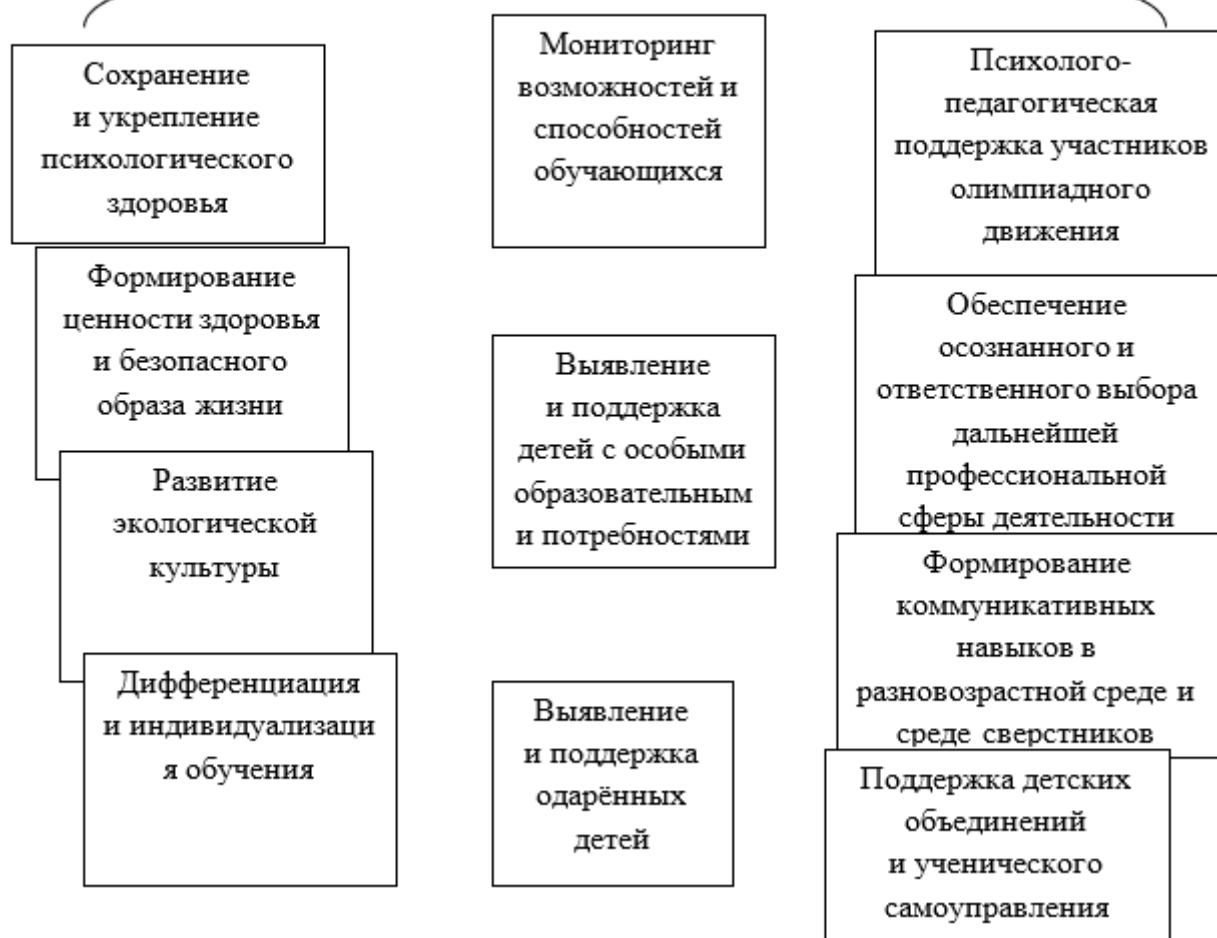 Сохранение
и укрепление
психологического
здоровья
Формирование
ценности здоровья
и безопасного
образа жизни
Развитие
экологической
культуры
Дифференциация
и индивидуализаци
я обучения
Мониторинг
возможностей и
способностей
обучающихся
Выявление
и поддержка
детей с особыми
образовательным
и потребностями
Выявление
и поддержка
одарённых
детей
Психолого-
педагогическая
поддержка участников
олимпиадного
движения
Обеспечение
осознанного и
ответственного выбора
дальнейшей
профессиональной
сферы деятельности
Формирование
коммуникативных
навыков в
разновозрастной среде и
среде сверстников
Поддержка детских
объединений
и ученического
самоуправления